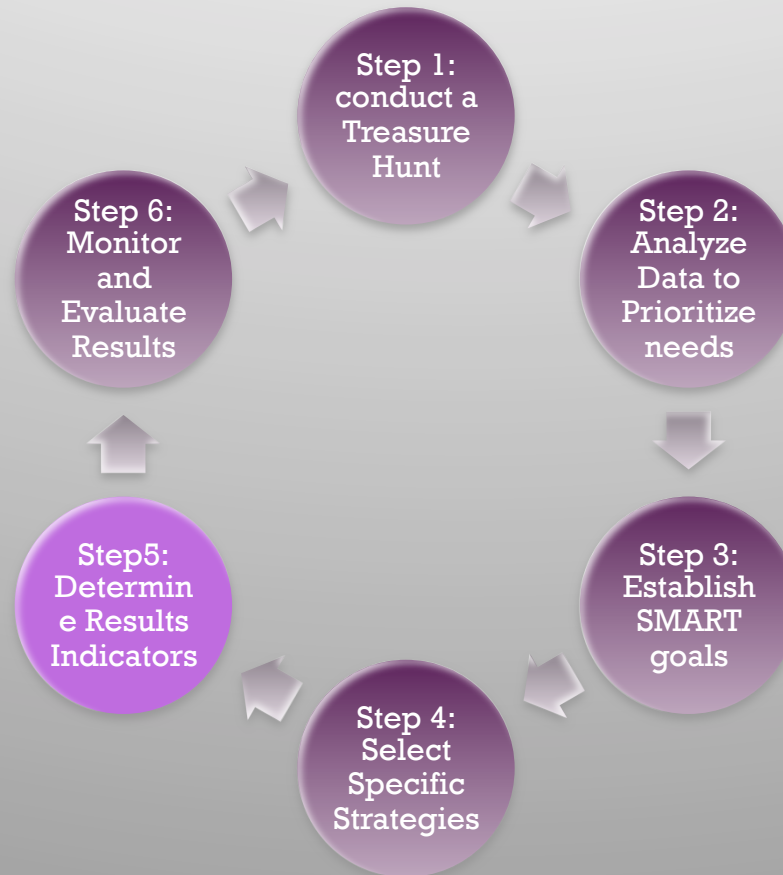 Step 1:
conduct a
Treasure
Hunt
Step 2:
Analyze
Data to
Prioritize
needs
Step 3:
Establish
SMART
goals
Step 4:
Select
Specific
Strategies
Step5:
Determin
e Results
Indicators
Step 6:
Monitor
and
Evaluate
Results